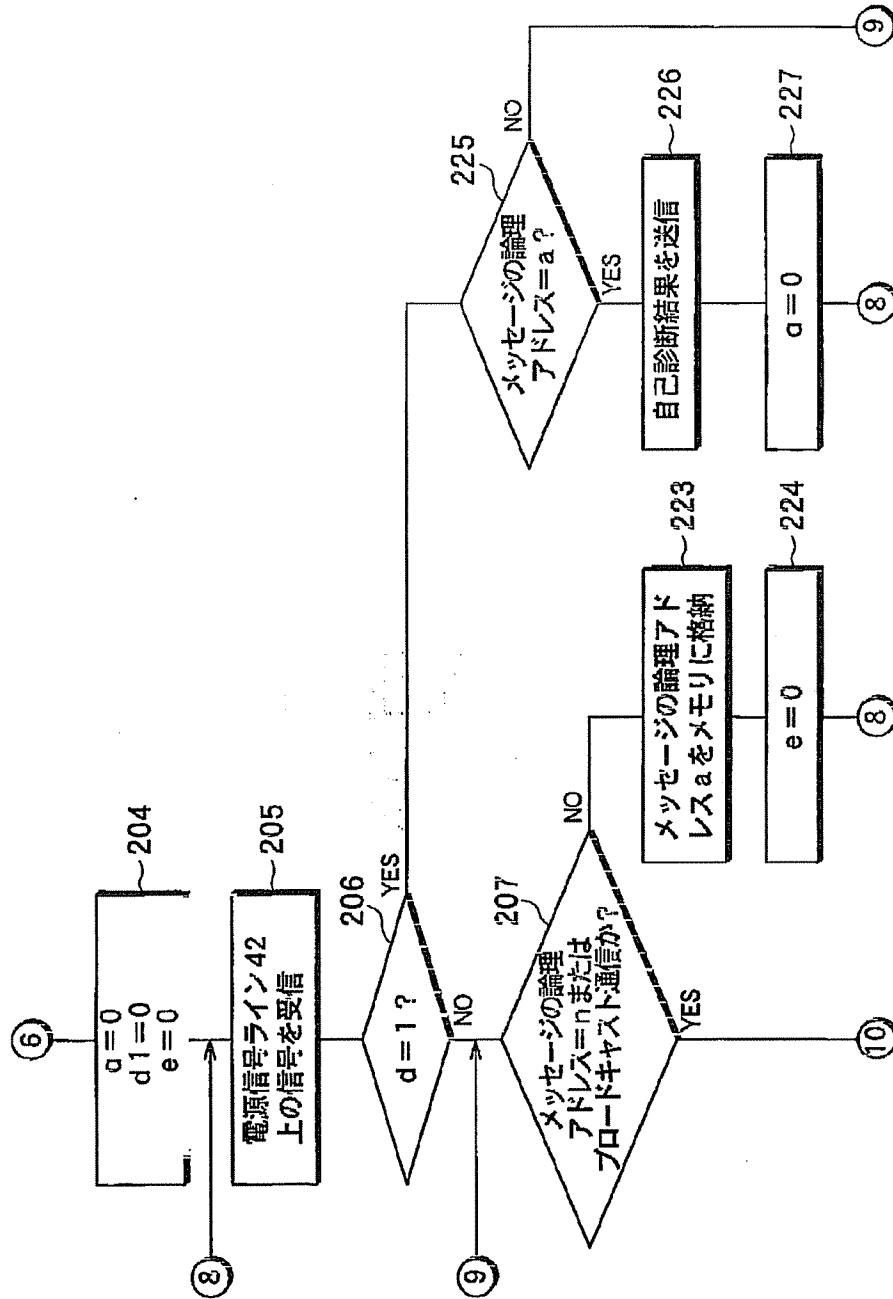 6
a=0
d1=0
e=0
204
8
電源信号ライン42
上の信号を受信
205
d=1?
206
YES
NO
9
メッセージの論理
アドレス=nまたは
ブロードキャスト通信か?
207
NO
YES
10
メッセージの論理アド
レスaをメモリに格納
223
e=0
224
8
メッセージの論理
アドレス=a?
225
NO
YES
自己診断結果を送信
226
a=0
227
8
9